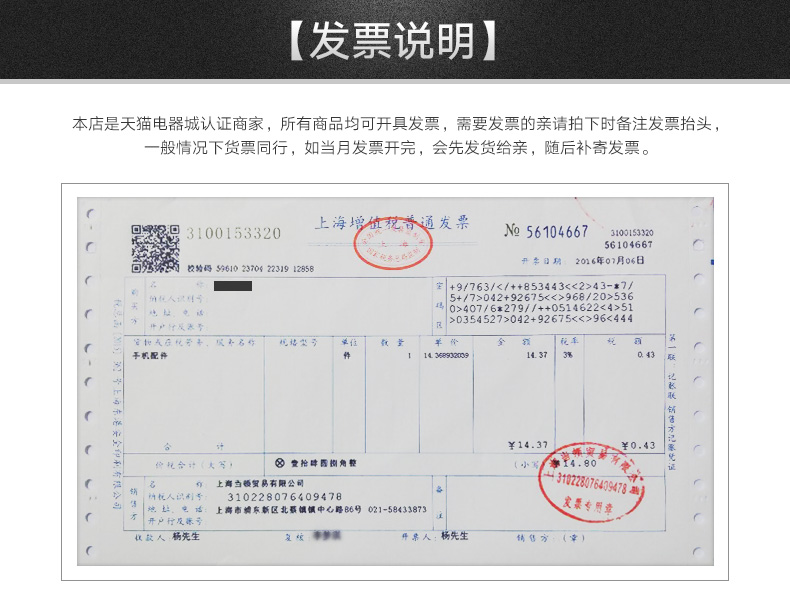 【发票说明】
本店是天猫电器城认证商家，所有商品均可开具发票，需要发票的亲请拍下时备注发票抬头，
一般情况下货票同行，如当月发票开完，会先发货给亲，随后补寄发票。
3100153320
上海增值税普通发票
№ 56104667
3100153320
56104667
校验码 59610 23704 22319 12858
开票日期 2016年07月06日
购买方
名 称
纳税人识别号
地址、电话
开户行及账号
密码区
+9/763/</++853443<<2>43-*7/
5+/7>042+92675<<>968/20>536
0>407/6*279//++0514622<4>51
>0354527>042+92675<<>96<444
货物或应税劳务、服务名称 规格型号 单位 数量 单价 金额 税率 税额
手机配件 件 1 14.368932039 14.37 3% 0.43
合 计 ￥14.37 ￥0.43
价税合计（大写） ⊗ 壹拾肆圆捌角整 （小写） ￥14.80
销售方
名 称 上海当顿贸易有限公司
纳税人识别号 310228076409478
地址、电话 上海市浦东新区北蔡镇镇中心路86号 021-58433873
开户行及账号
备注
收款人 杨先生 复核 开票人 杨先生 销售方：（章）
第一联：记账联 销售方记账凭证
上海当顿贸易有限公司
310228076409478
发票专用章